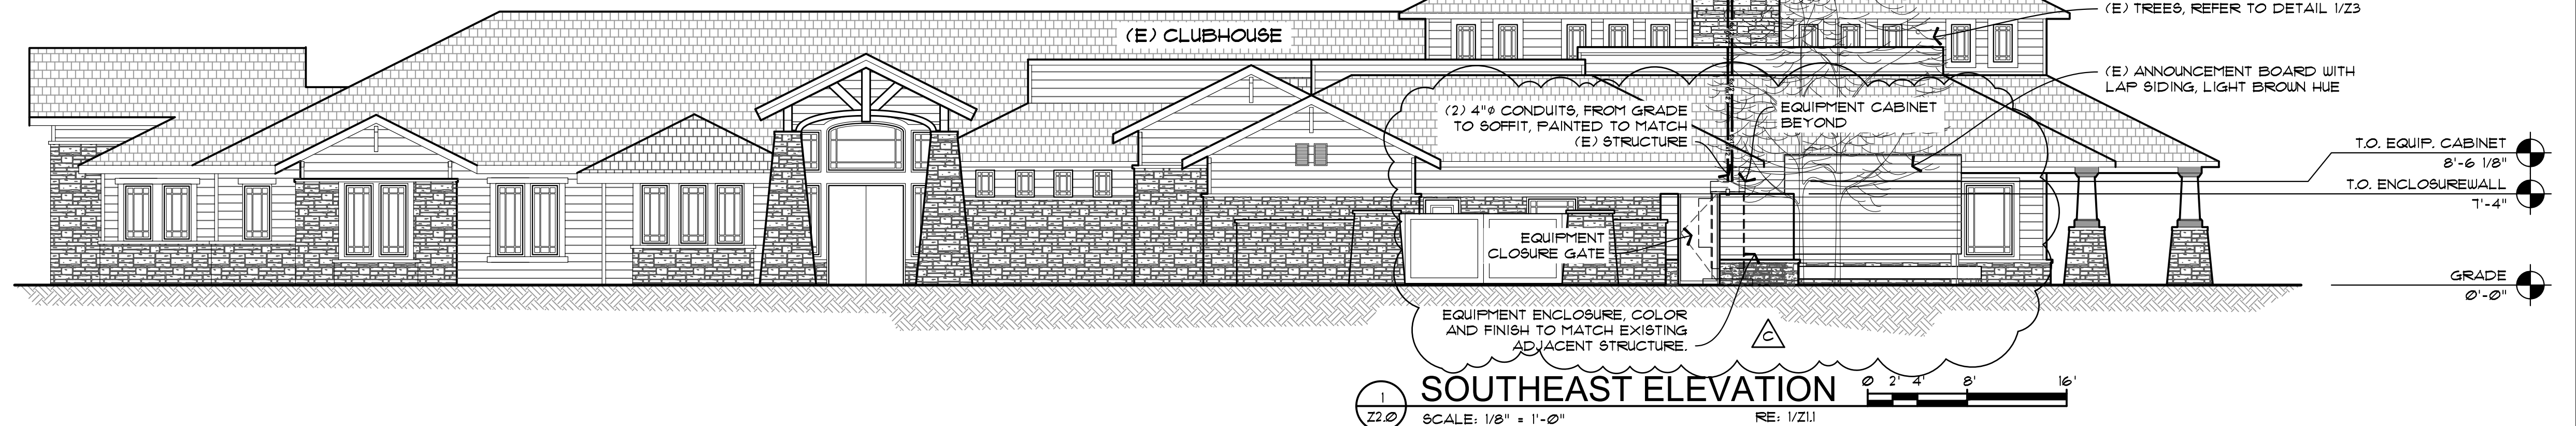 (E) TREES, REFER TO DETAIL 1/Z3
(E) CLUBHOUSE
(E) ANNOUNCEMENT BOARD WITH
LAP SIDING, LIGHT BROWN HUE
(2) 4"ø CONDUITS, FROM GRADE
TO SOFFIT, PAINTED TO MATCH
(E) STRUCTURE
EQUIPMENT CABINET
BEYOND
T.O. EQUIP. CABINET
8'-6 1/8"
T.O. ENCLOSUREWALL
7'-4"
EQUIPMENT
CLOSURE GATE
GRADE
0'-0"
EQUIPMENT ENCLOSURE, COLOR
AND FINISH TO MATCH EXISTING
ADJACENT STRUCTURE.
C
1
Z2.0
SOUTHEAST ELEVATION
SCALE: 1/8" = 1'-0"
RE: 1/Z1.1
0 2' 4' 8' 16'